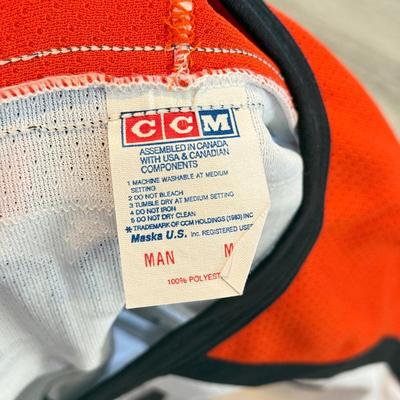 CCM
ASSEMBLED IN CANADA
WITH USA & CANADIAN
COMPONENTS
1 MACHINE WASHABLE AT MEDIUM
SETTING
2 DO NOT BLEACH
3 TUMBLE DRY AT MEDIUM SETTING
4 DO NOT IRON
5 DO NOT DRY CLEAN
* TRADEMARK OF CCM HOLDINGS (1983) INC
Maska U.S. Inc. REGISTERED USE
MAN M
100% POLYEST